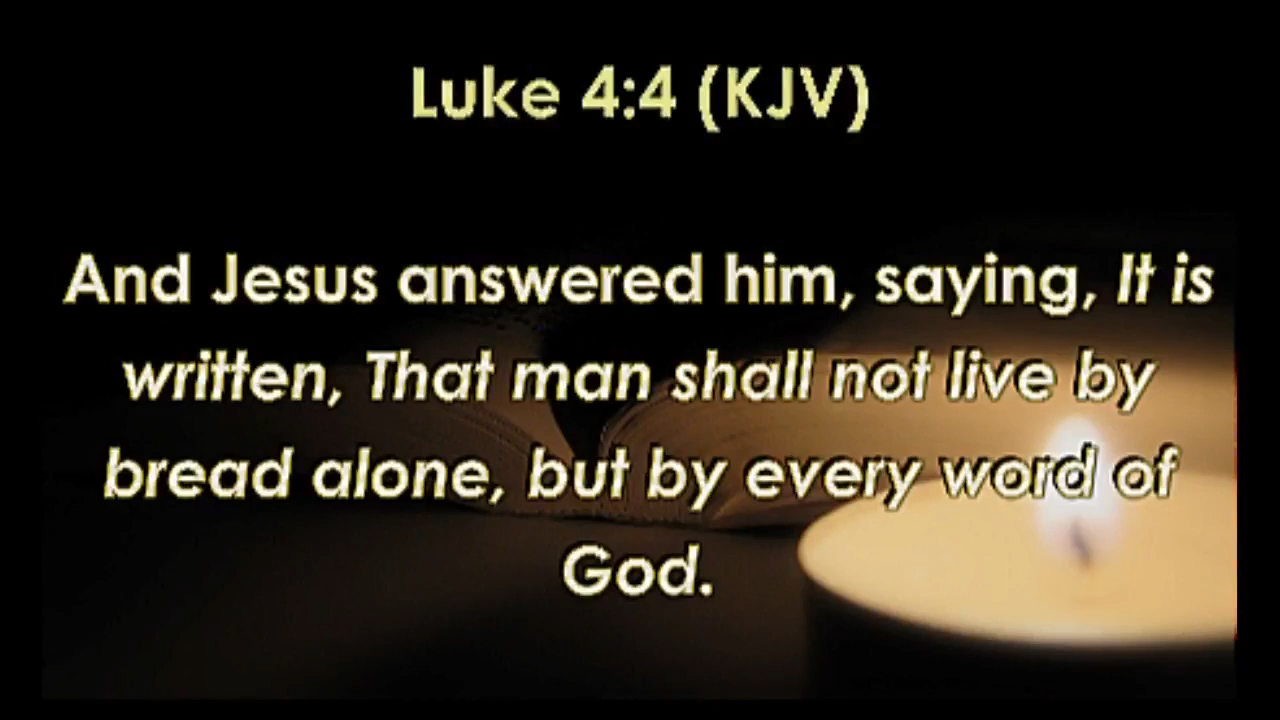 Luke 4:4 (KJV)
And Jesus answered him, saying, It is
written, That man shall not live by
bread alone, but by every word of
God.